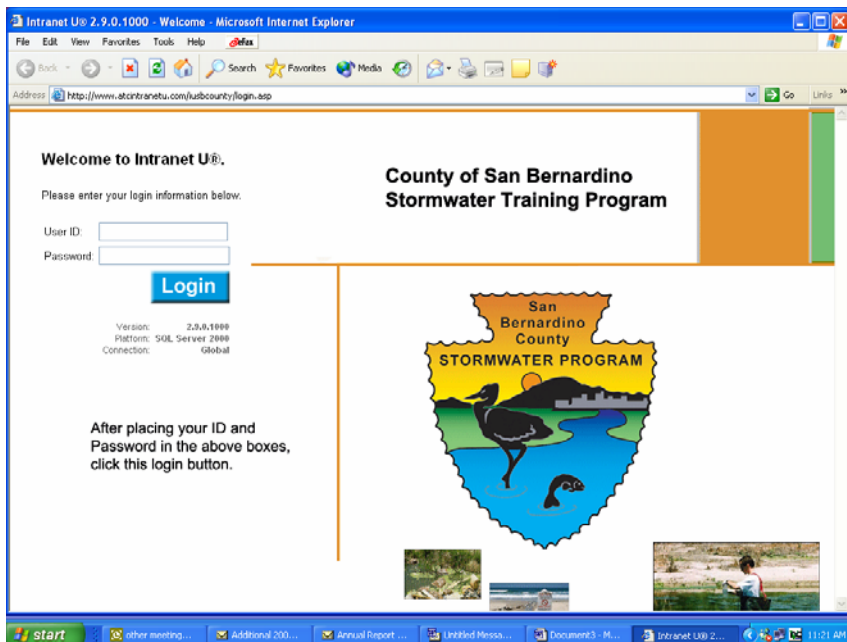 Intranet U® 2.9.0.1000 - Welcome - Microsoft Internet Explorer
File Edit View Favorites Tools Help eFax
Back Search Favorites Media
Address http://www.atcintranetu.com/iusbcounty/login.asp Go Links »
Welcome to Intranet U®.
Please enter your login information below.
User ID:
Password:
Login
Version: 2.9.0.1000
Platform: SQL Server 2000
Connection: Global
After placing your ID and
Password in the above boxes,
click this login button.
County of San Bernardino
Stormwater Training Program
San
Bernardino
County
STORMWATER PROGRAM
start other meeting... Additional 200... Annual Report ... Untitled Messa... Document3 - M... Intranet U® 2... 11:21 AM